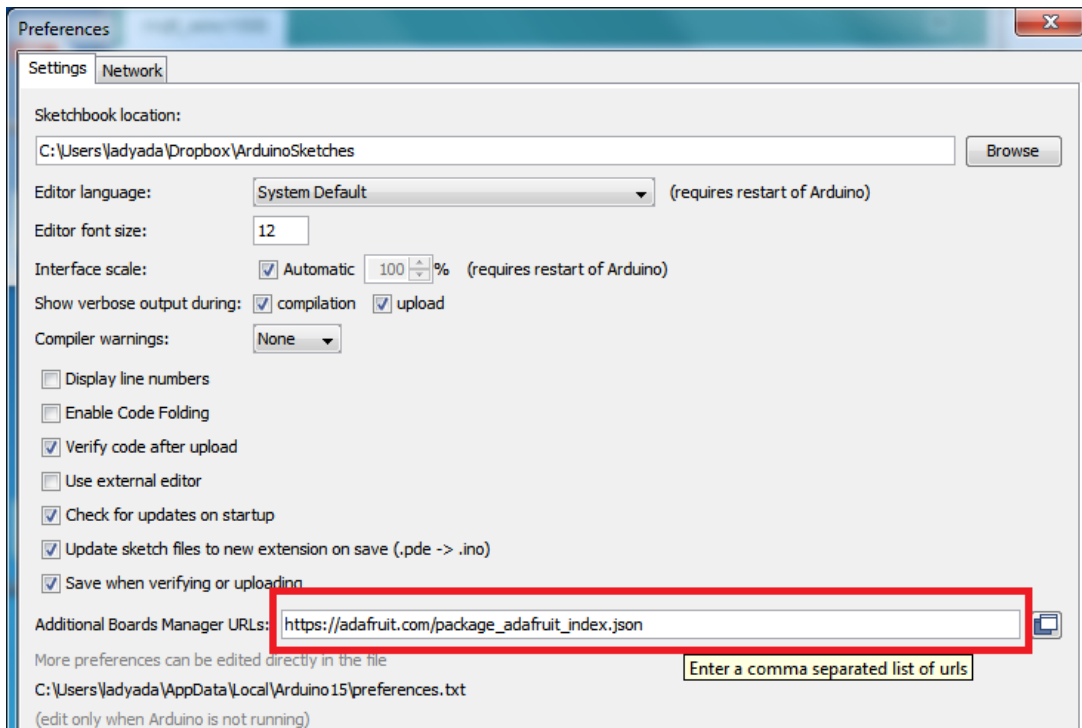 Preferences
Settings Network
Sketchbook location:
C:\Users\ladyada\Dropbox\ArduinoSketches Browse
Editor language: System Default (requires restart of Arduino)
Editor font size: 12
Interface scale: Automatic 100 % (requires restart of Arduino)
Show verbose output during: compilation upload
Compiler warnings: None
Display line numbers
Enable Code Folding
Verify code after upload
Use external editor
Check for updates on startup
Update sketch files to new extension on save (.pde -> .ino)
Save when verifying or uploading
Additional Boards Manager URLs: https://adafruit.com/package_adafruit_index.json
More preferences can be edited directly in the file
Enter a comma separated list of urls
C:\Users\ladyada\AppData\Local\Arduino15\preferences.txt
(edit only when Arduino is not running)